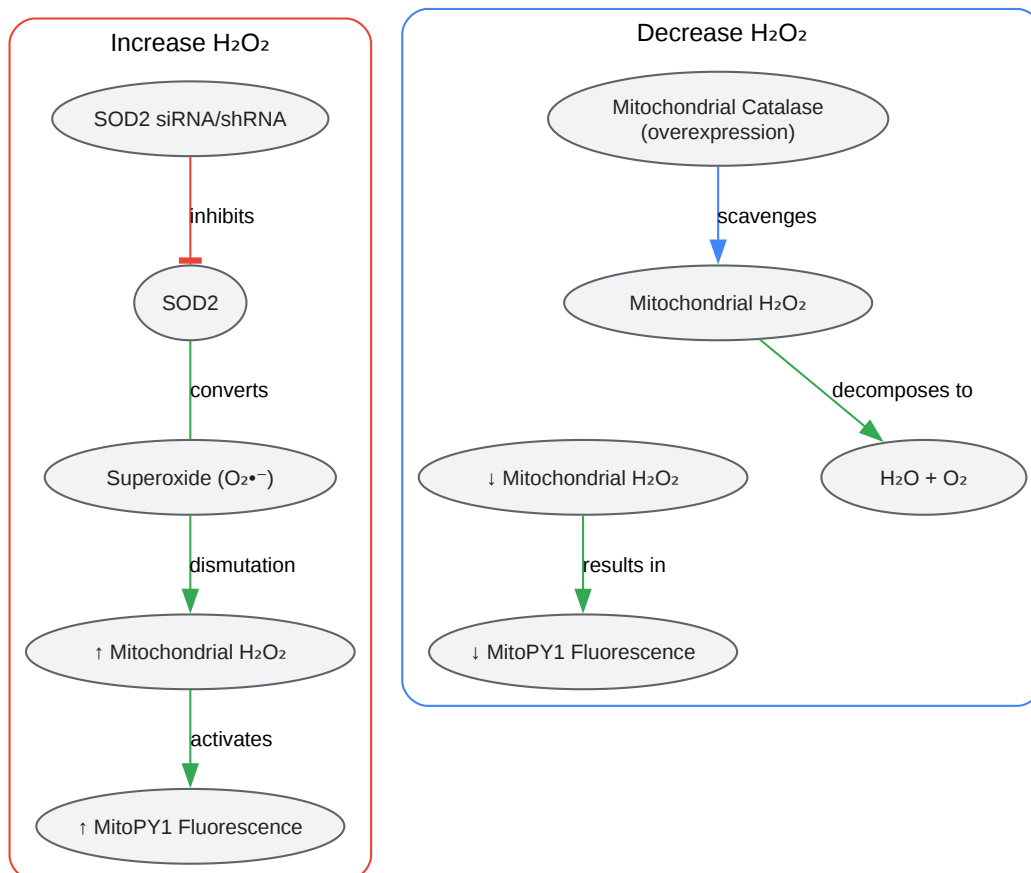 Increase H₂O₂
SOD2 siRNA/shRNA
inhibits
SOD2
converts
Superoxide (O₂•⁻)
dismutation
↑ Mitochondrial H₂O₂
activates
↑ MitoPY1 Fluorescence
Decrease H₂O₂
Mitochondrial Catalase
(overexpression)
scavenges
Mitochondrial H₂O₂
decomposes to
H₂O + O₂
↓ Mitochondrial H₂O₂
results in
↓ MitoPY1 Fluorescence